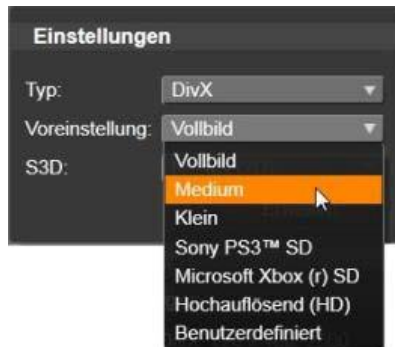 Einstellungen
Typ: DivX
Voreinstellung: Vollbild
S3D:
Vollbild
Medium
Klein
Sony PS3™ SD
Microsoft Xbox (r) SD
Hochauflösend (HD)
Benutzerdefiniert